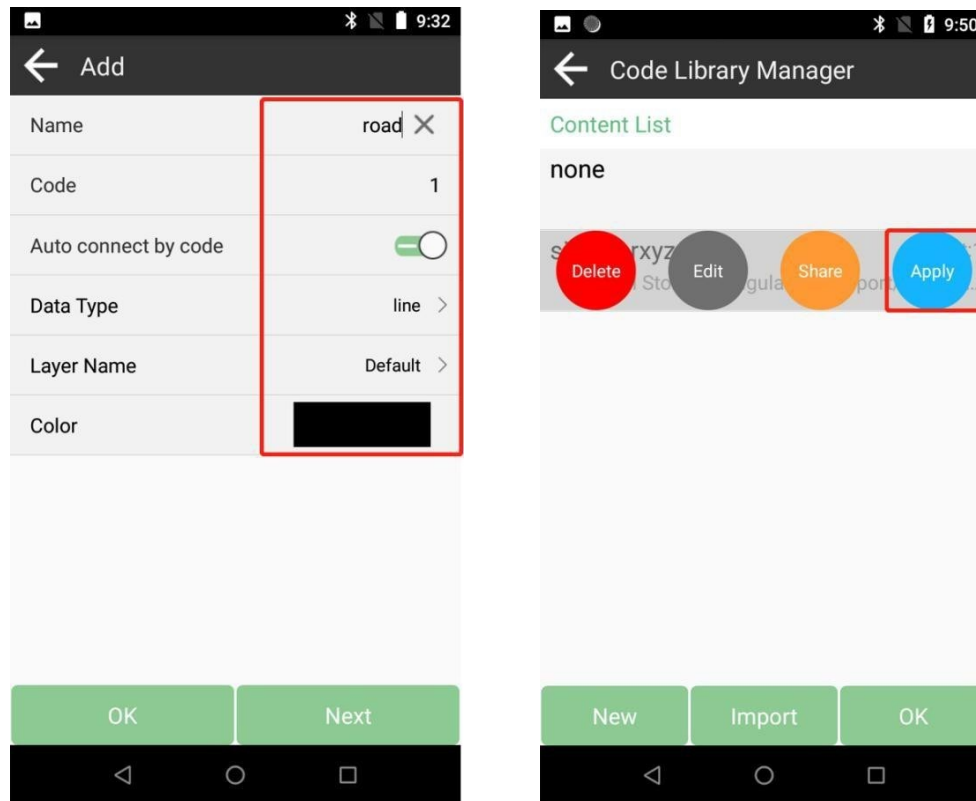 9:32
Add
Name road
Code 1
Auto connect by code
Data Type line
Layer Name Default
Color
OK Next
9:50
Code Library Manager
Content List
none
Delete Edit Share Apply
New Import OK